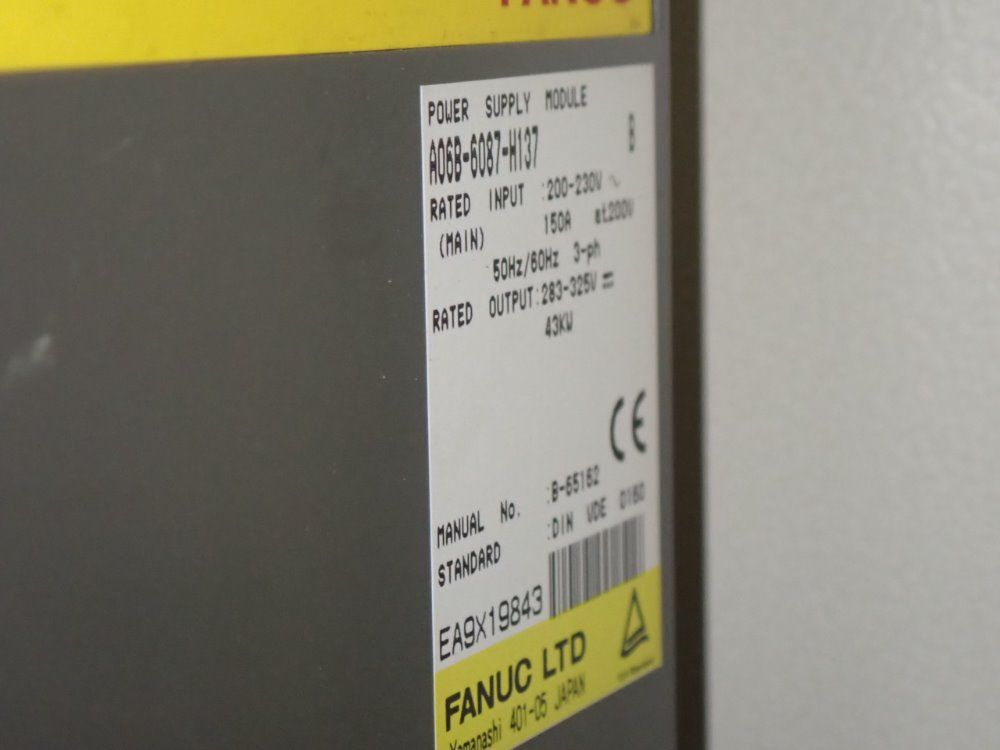 FANUC
POWER SUPPLY MODULE
A06B-6087-H137 B
RATED INPUT :200-230V ~
(MAIN) 150A at200V
50Hz/60Hz 3-ph
RATED OUTPUT:283-325V ⎓
43KW
CE
MANUAL No. :B-65162
STANDARD :DIN VDE 0160
EA9X19843
FANUC LTD
Yamanashi 401-05 JAPAN